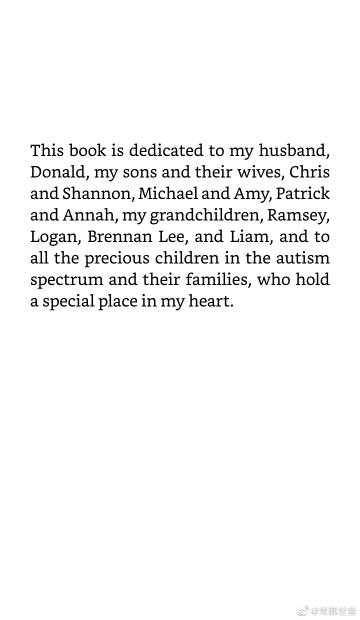 This book is dedicated to my husband,
Donald, my sons and their wives, Chris
and Shannon, Michael and Amy, Patrick
and Annah, my grandchildren, Ramsey,
Logan, Brennan Lee, and Liam, and to
all the precious children in the autism
spectrum and their families, who hold
a special place in my heart.